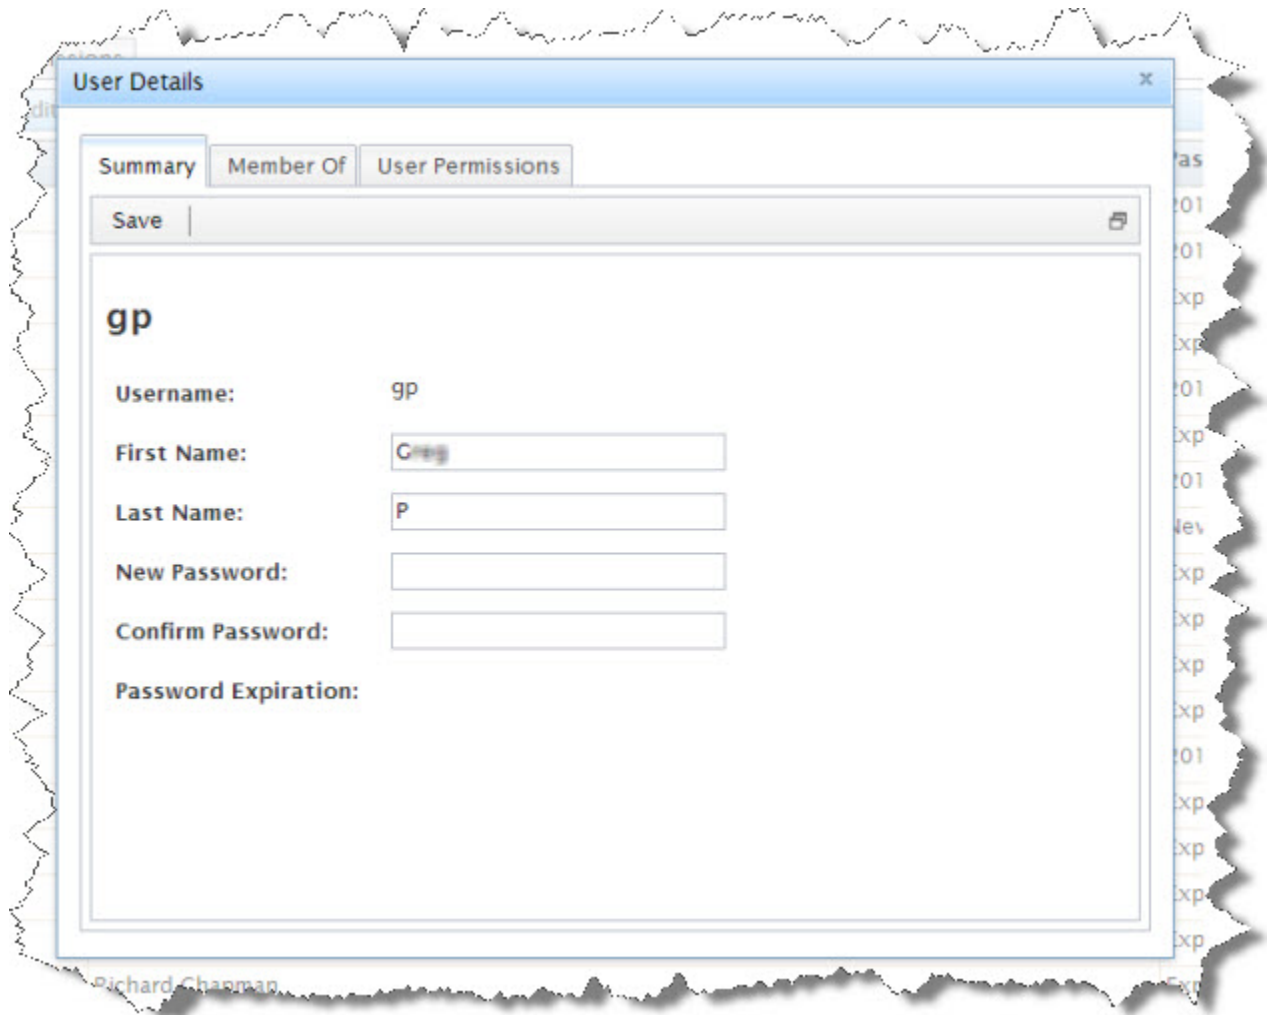 User Details
Summary
Member Of
User Permissions
Save
gp
Username: gp
First Name: Greg
Last Name: P
New Password:
Confirm Password:
Password Expiration:
Richard Chapman